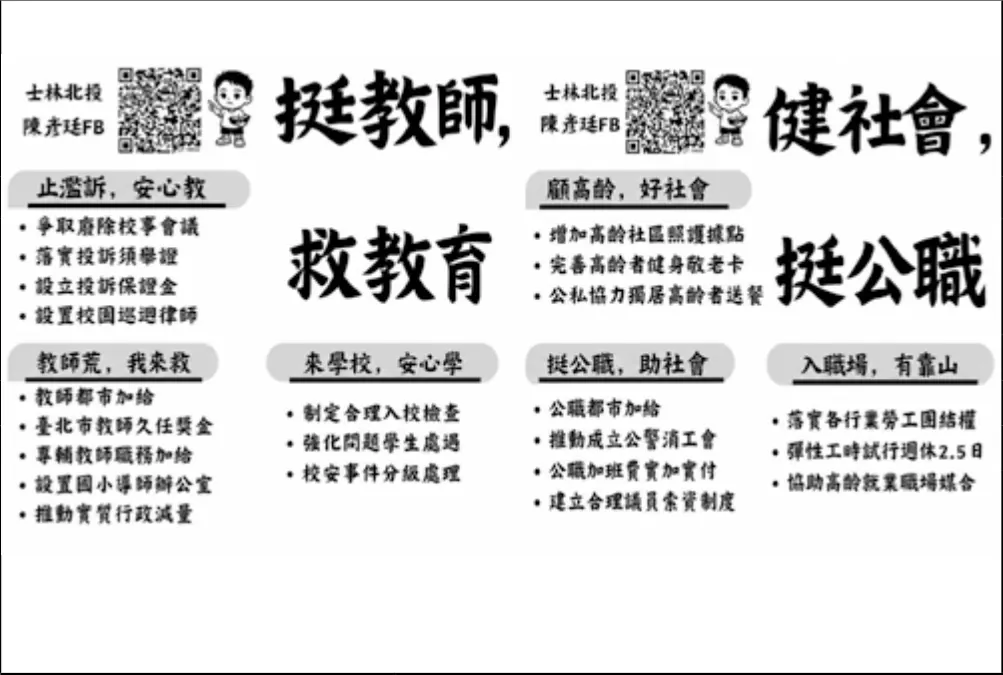 士林北投
陳彥廷FB
挺教師,
救教育
止濫訴，安心教
• 爭取廢除校事會議
• 落實投訴須舉證
• 設立投訴保證金
• 設置校園巡迴律師
教師荒，我來救
• 教師都市加給
• 臺北市教師久任獎金
• 專輔教師職務加給
• 設置國小導師辦公室
• 推動實質行政減量
來學校，安心學
• 制定合理入校檢查
• 強化問題學生處遇
• 校安事件分級處理
士林北投
陳彥廷FB
健社會,
挺公職
顧高齡，好社會
• 增加高齡社區照護據點
• 完善高齡者健身敬老卡
• 公私協力獨居高齡者送餐
挺公職，助社會
• 公職都市加給
• 推動成立公警消工會
• 公職加班費實加實付
• 建立合理議員索資制度
入職場，有靠山
• 落實各行業勞工團結權
• 彈性工時試行週休2.5日
• 協助高齡就業職場媒合